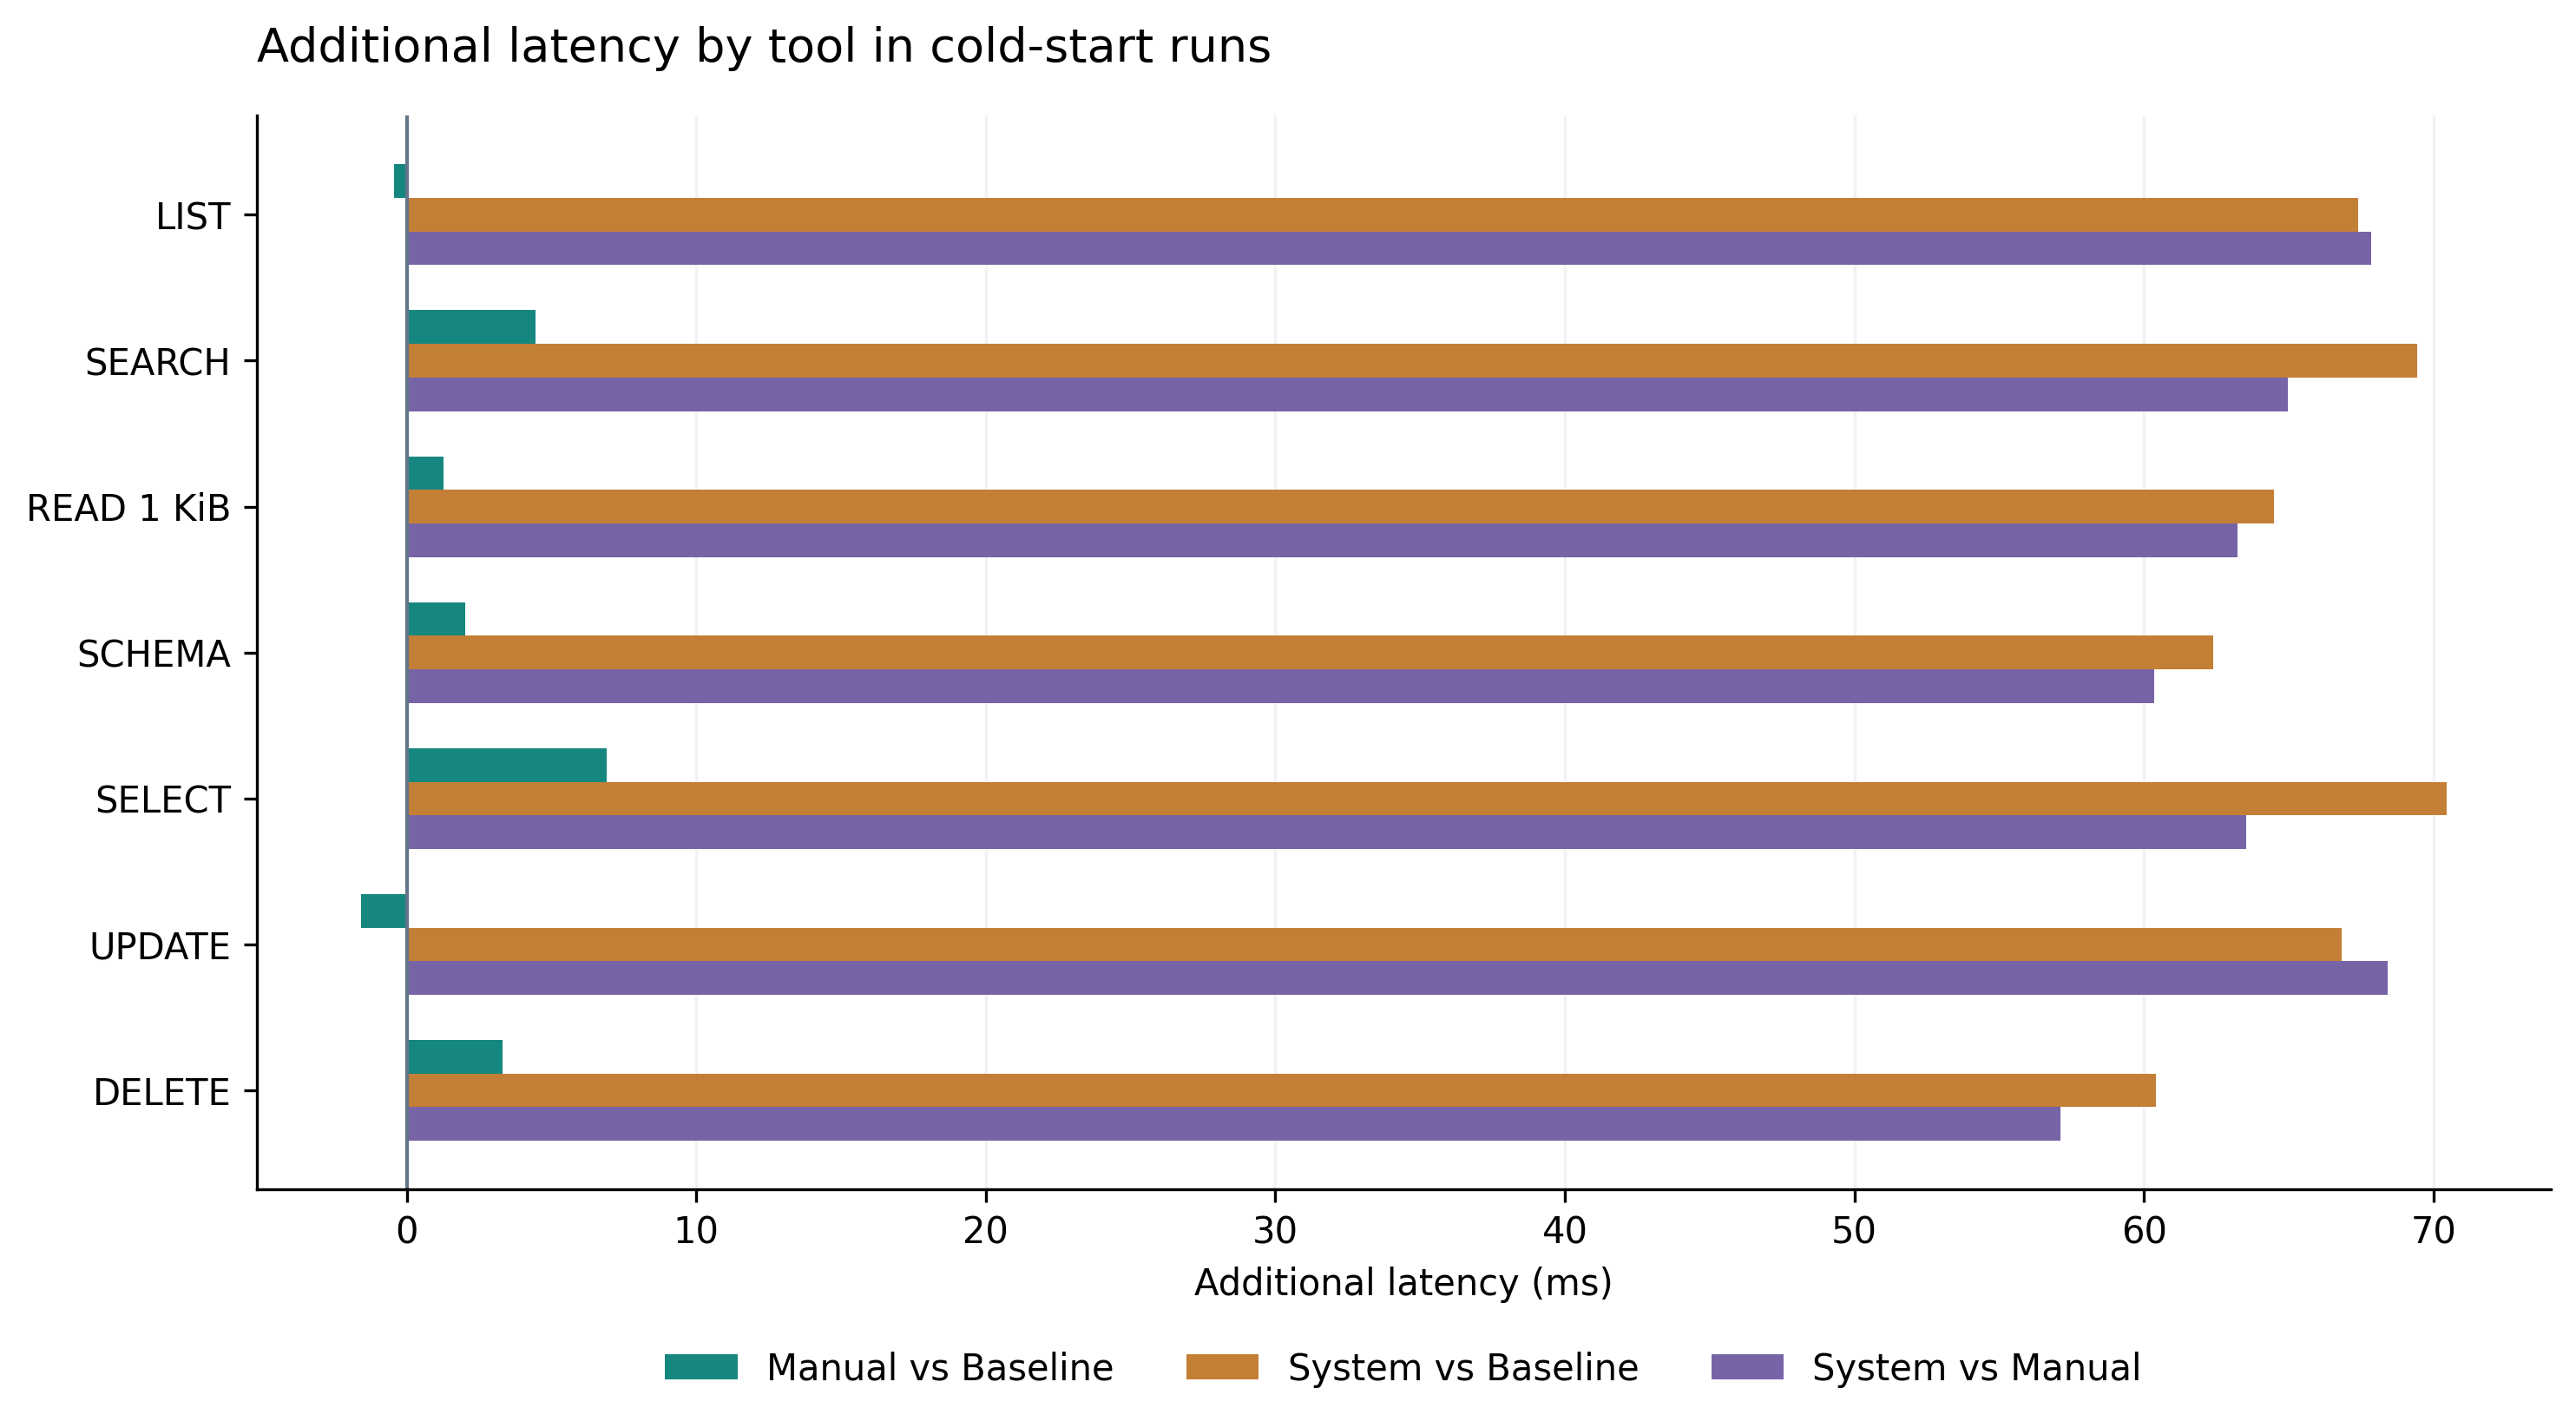 Additional latency by tool in cold-start runs
LIST
SEARCH
READ 1 KiB
SCHEMA
SELECT
UPDATE
DELETE
0 10 20 30 40 50 60 70
Additional latency (ms)
Manual vs Baseline System vs Baseline System vs Manual